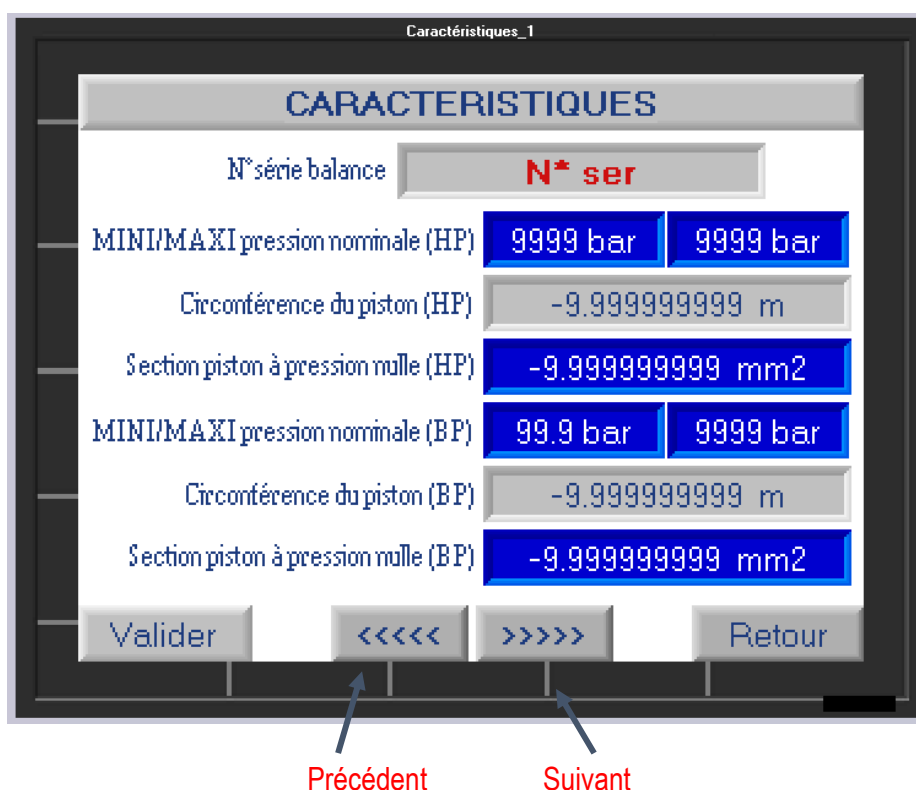 Caractéristiques_1
CARACTERISTIQUES
N°série balance N* ser
MINI/MAXI pression nominale (HP) 9999 bar 9999 bar
Circonférence du piston (HP) -9.999999999 m
Section piston à pression nulle (HP) -9.999999999 mm2
MINI/MAXI pression nominale (BP) 99.9 bar 9999 bar
Circonférence du piston (BP) -9.999999999 m
Section piston à pression nulle (BP) -9.999999999 mm2
Valider <<<<< >>>>> Retour
Précédent Suivant